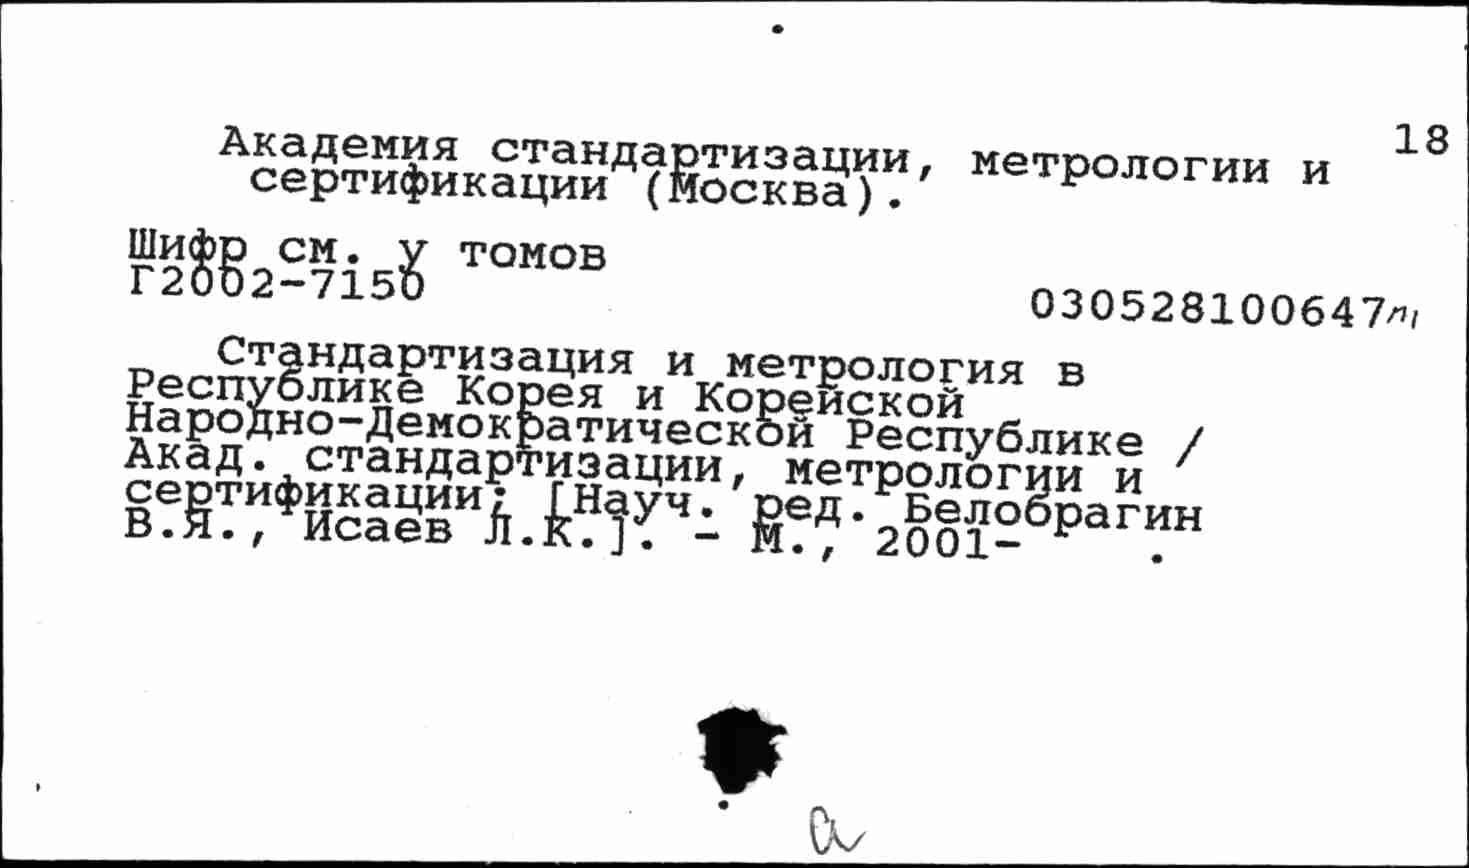 18
Академия стандартизации, метрологии и
сертификации (Москва).
Шифр см. у томов
Г2002-7150
030528100647
Стандартизация и метрология в
Республике Корея и Корейской
Народно-Демократической Республике /
Акад. стандартизации, метрологии и
сертификации; [Науч. ред. Белобрагин
В.Я., Исаев Л.К.]. - М., 2001- .
a